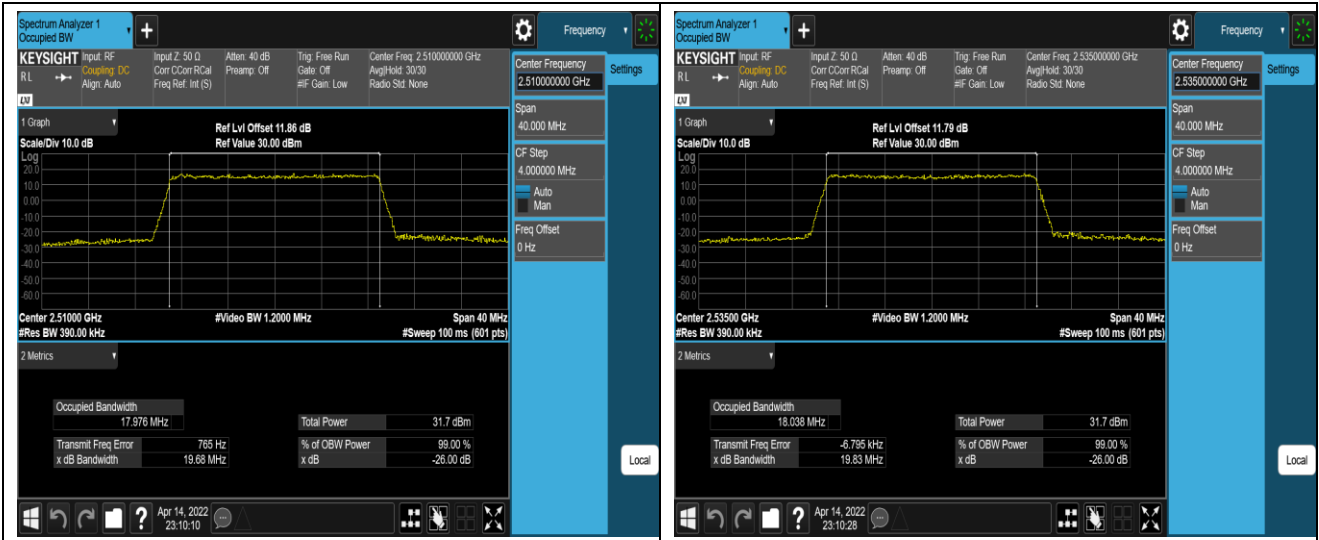 Spectrum Analyzer 1
Occupied BW
Frequency
KEYSIGHT
Input: RF
Coupling: DC
Align: Auto
Input Z: 50 Ω
Corr CCorr RCal
Freq Ref: Int (S)
Atten: 40 dB
Preamp: Off
Trig: Free Run
Gate: Off
#IF Gain: Low
Center Freq: 2.510000000 GHz
Avg|Hold: 30/30
Radio Std: None
RL
LXI
Center Frequency
2.510000000 GHz
Settings
Span
40.000 MHz
CF Step
4.000000 MHz
Auto
Man
Freq Offset
0 Hz
Local
1 Graph
Ref Lvl Offset 11.86 dB
Scale/Div 10.0 dB
Ref Value 30.00 dBm
Log
20.0
10.0
0.00
-10.0
-20.0
-30.0
-40.0
-50.0
-60.0
Center 2.51000 GHz
#Video BW 1.2000 MHz
Span 40 MHz
#Res BW 390.00 kHz
#Sweep 100 ms (601 pts)
2 Metrics
Occupied Bandwidth
17.976 MHz
Total Power
31.7 dBm
Transmit Freq Error
765 Hz
% of OBW Power
99.00 %
x dB Bandwidth
19.68 MHz
x dB
-26.00 dB
?
Apr 14, 2022
23:10:10
Spectrum Analyzer 1
Occupied BW
Frequency
KEYSIGHT
Input: RF
Coupling: DC
Align: Auto
Input Z: 50 Ω
Corr CCorr RCal
Freq Ref: Int (S)
Atten: 40 dB
Preamp: Off
Trig: Free Run
Gate: Off
#IF Gain: Low
Center Freq: 2.535000000 GHz
Avg|Hold: 30/30
Radio Std: None
RL
LXI
Center Frequency
2.535000000 GHz
Settings
Span
40.000 MHz
CF Step
4.000000 MHz
Auto
Man
Freq Offset
0 Hz
Local
1 Graph
Ref Lvl Offset 11.79 dB
Scale/Div 10.0 dB
Ref Value 30.00 dBm
Log
20.0
10.0
0.00
-10.0
-20.0
-30.0
-40.0
-50.0
-60.0
Center 2.53500 GHz
#Video BW 1.2000 MHz
Span 40 MHz
#Res BW 390.00 kHz
#Sweep 100 ms (601 pts)
2 Metrics
Occupied Bandwidth
18.038 MHz
Total Power
31.7 dBm
Transmit Freq Error
-6.795 kHz
% of OBW Power
99.00 %
x dB Bandwidth
19.83 MHz
x dB
-26.00 dB
?
Apr 14, 2022
23:10:28